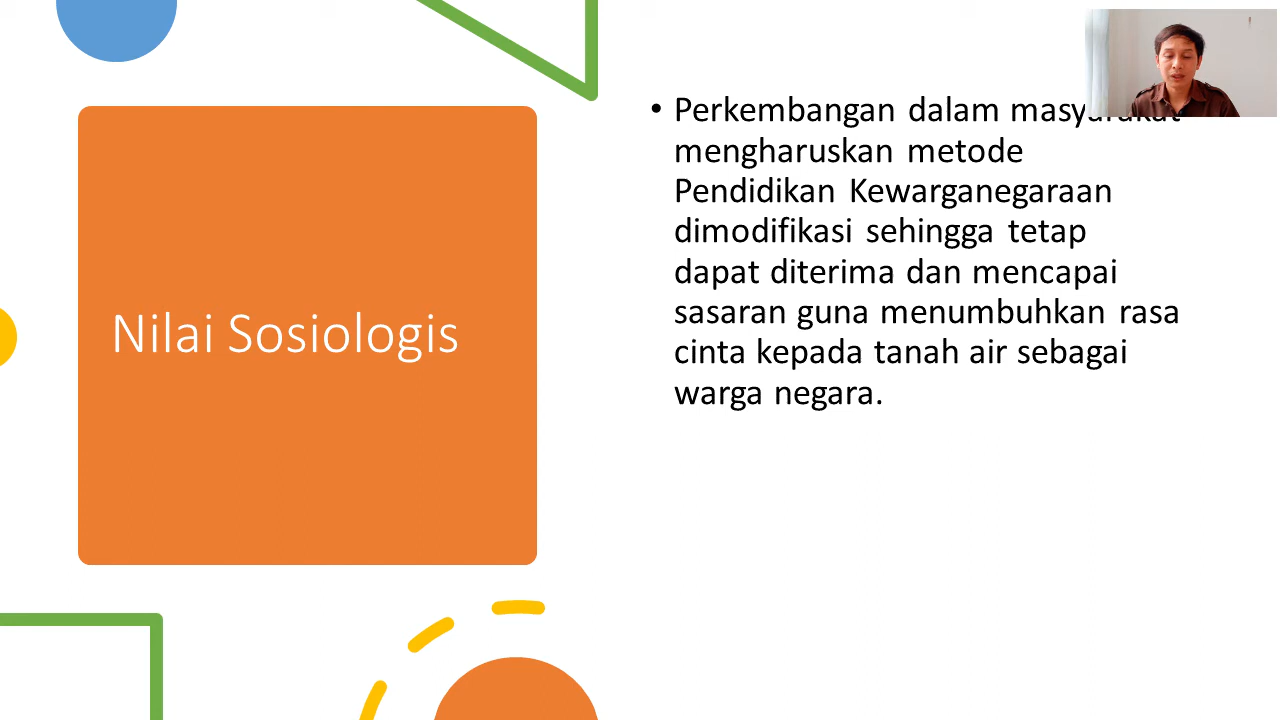 Nilai Sosiologis
• Perkembangan dalam masyarakat
mengharuskan metode
Pendidikan Kewarganegaraan
dimodifikasi sehingga tetap
dapat diterima dan mencapai
sasaran guna menumbuhkan rasa
cinta kepada tanah air sebagai
warga negara.